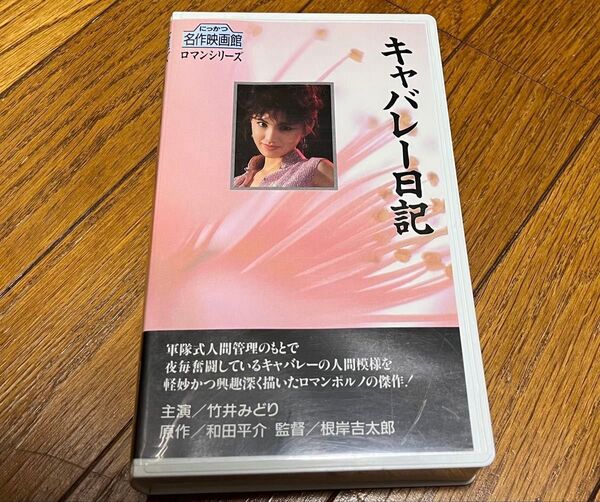 にっかつ
名作映画館
ロマンシリーズ
キャバレー日記
軍隊式人間管理のもとで
夜毎奮闘しているキャバレーの人間模様を
軽妙かつ興趣深く描いたロマンポルノの傑作!
主演/竹井みどり
原作/和田平介 監督/根岸吉太郎